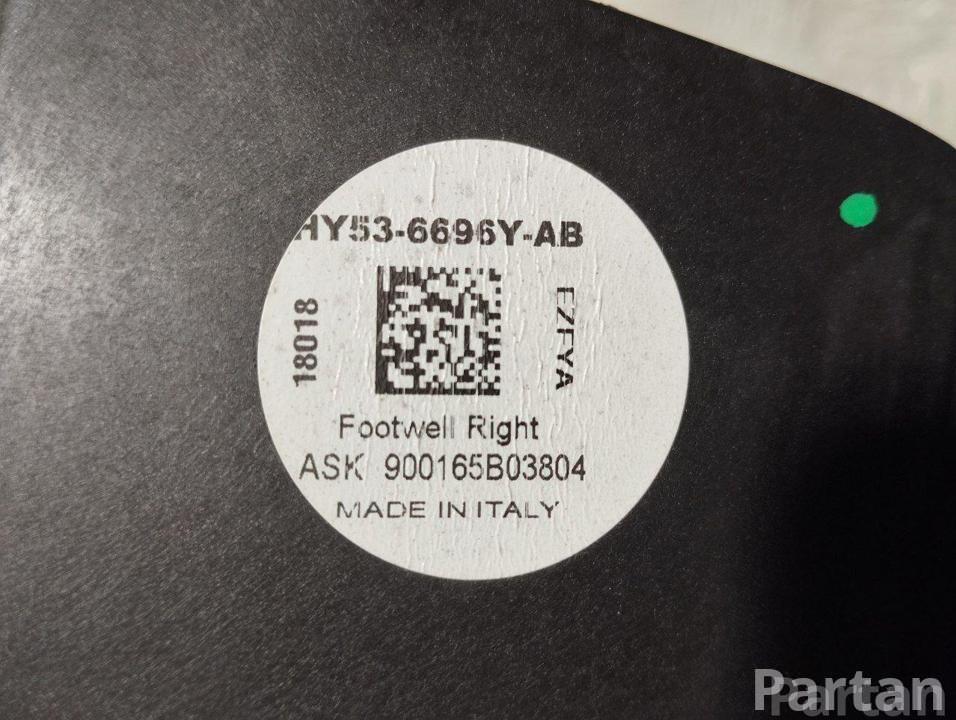 HY53-6696Y-AB
18018
EZFYA
Footwell Right
ASK 900165B03804
MADE IN ITALY
Partan